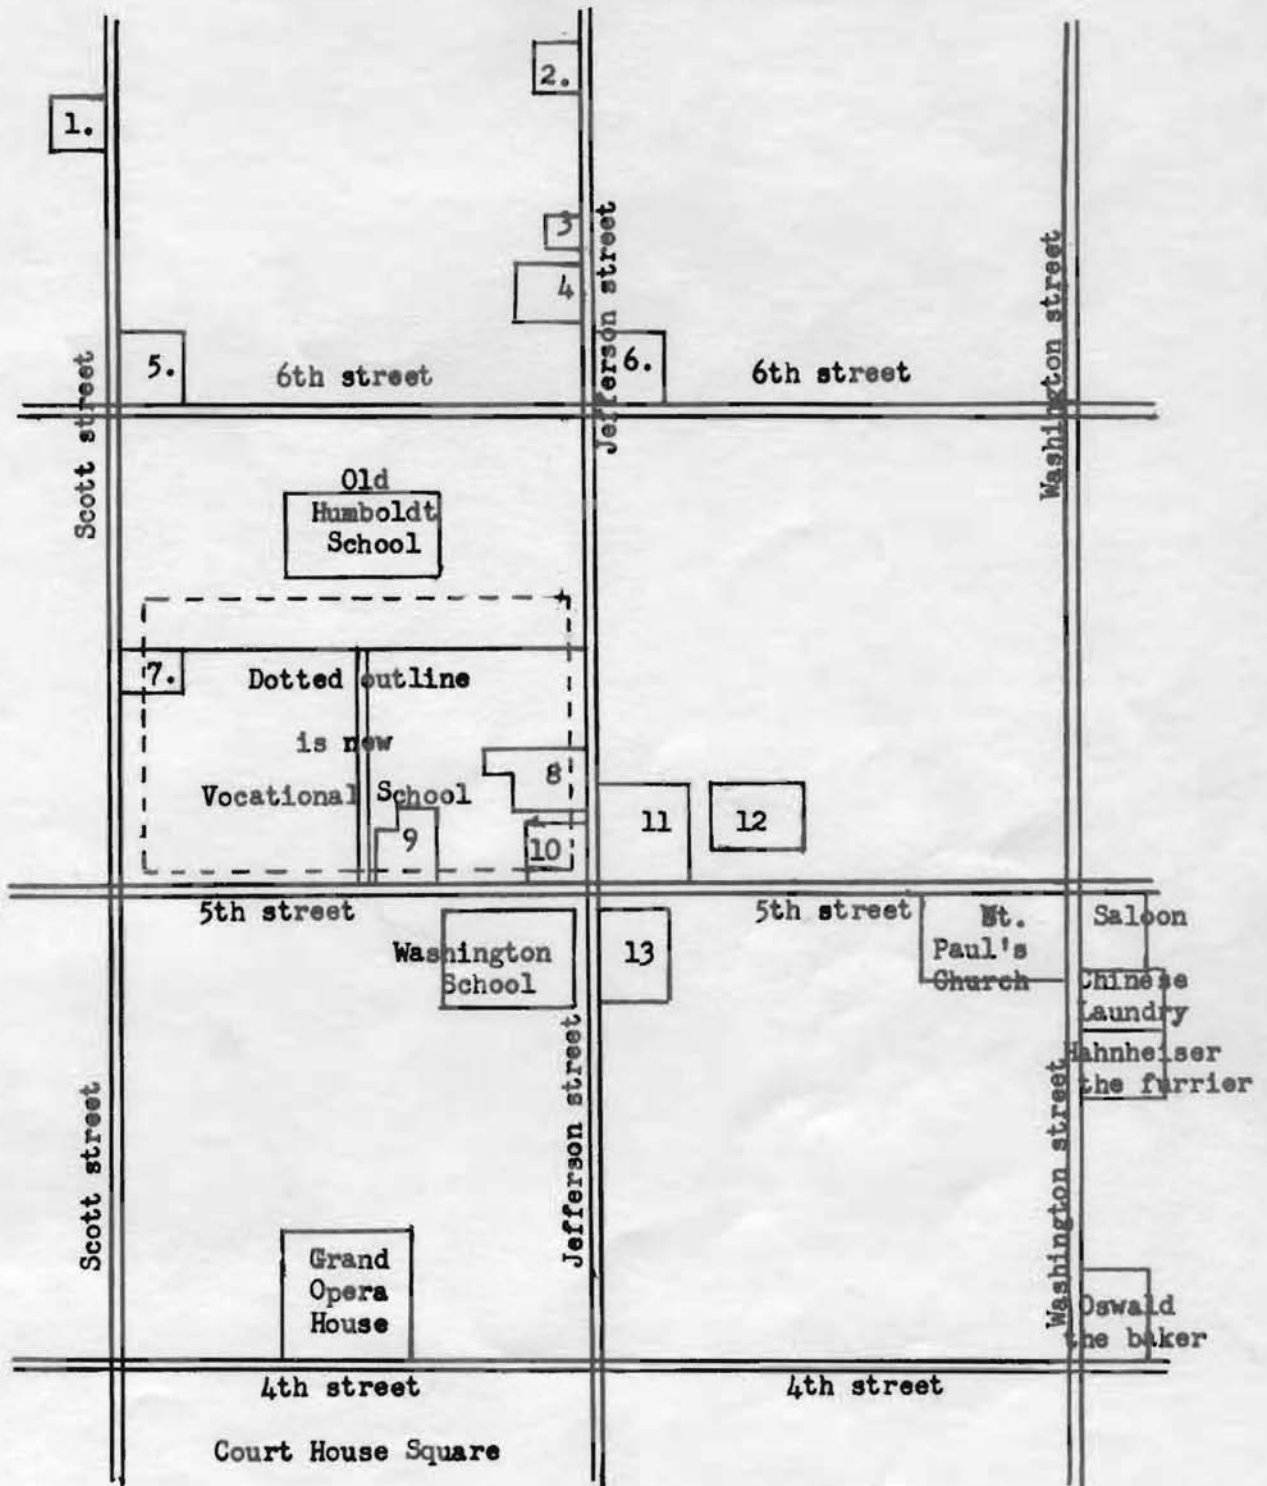 2.
1.
3
4
Jefferson street
Washington street
5.
6th street
6.
6th street
Scott street
Old
Humboldt
School
7.
Dotted outline
is new
Vocational School
8
9
10
11
12
5th street
5th street
Washington
School
13
St.
Paul's
Church
Saloon
Chinese
Laundry
Hahnheiser
the furrier
Scott street
Jefferson street
Washington street
Grand
Opera
House
Oswald
the baker
4th street
4th street
Court House Square